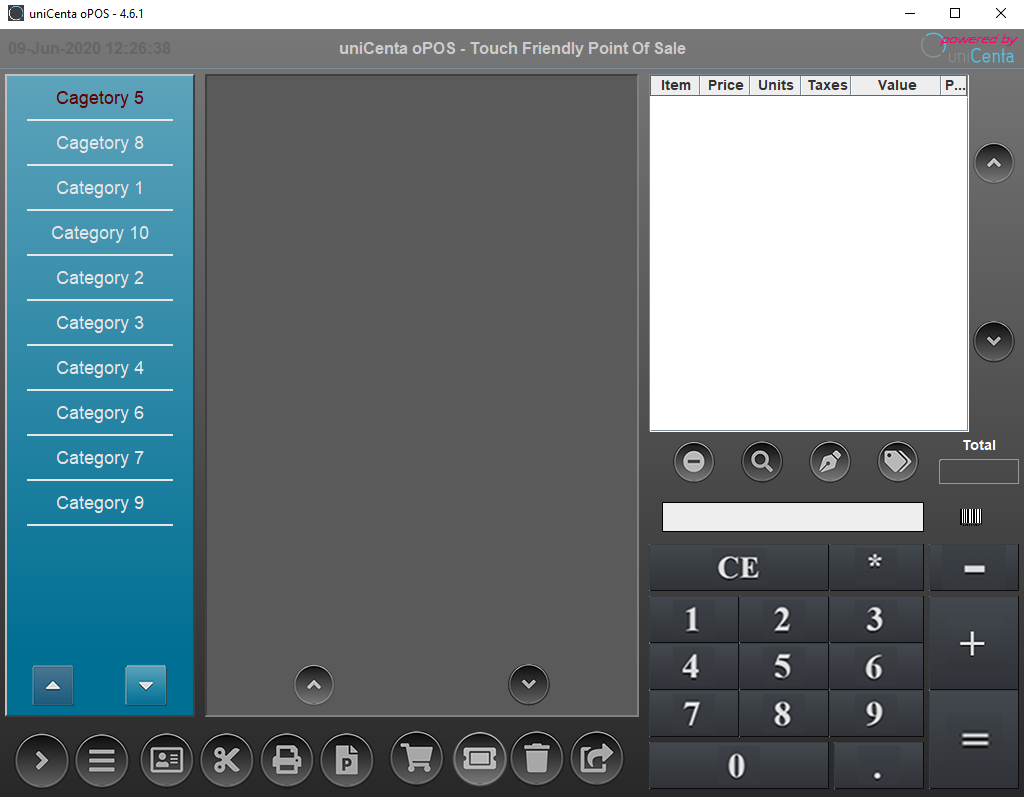 uniCenta oPOS - 4.6.1
09-Jun-2020 12:26:38
uniCenta oPOS - Touch Friendly Point Of Sale
powered by
uniCenta
Cagetory 5
Cagetory 8
Category 1
Category 10
Category 2
Category 3
Category 4
Category 6
Category 7
Category 9
Item Price Units Taxes Value P...
Total
CE * -
1 2 3 +
4 5 6
7 8 9 =
0 .
P